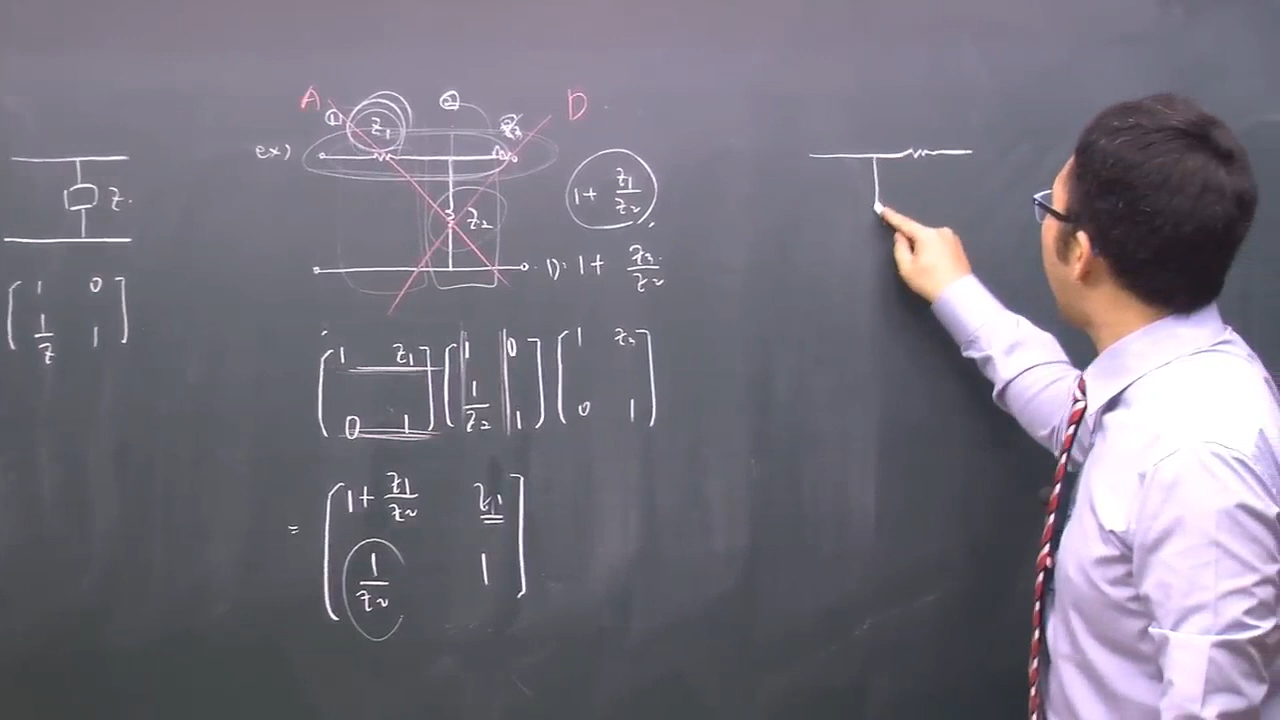 A ① Z₁ ② Z₃ D
ex)
Z.
Z₂
1 + Z₁/Z₂
D: 1 + Z₃/Z₂
[1 0; 1/Z 1]
[1 Z₁; 0 1] [1 0; 1/Z₂ 1] [1 Z₃; 0 1]
= [1 + Z₁/Z₂ Z₁; 1/Z₂ 1]